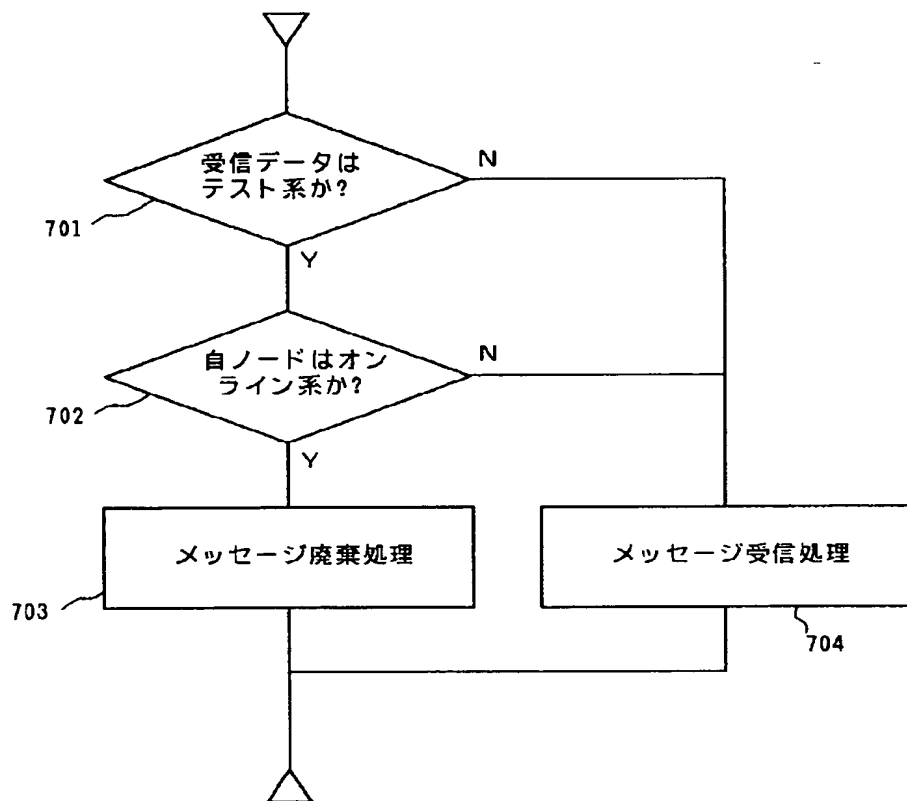 受信データは
テスト系か?
N
701
Y
自ノードはオン
ライン系か?
N
702
Y
メッセージ廃棄処理
メッセージ受信処理
703
704